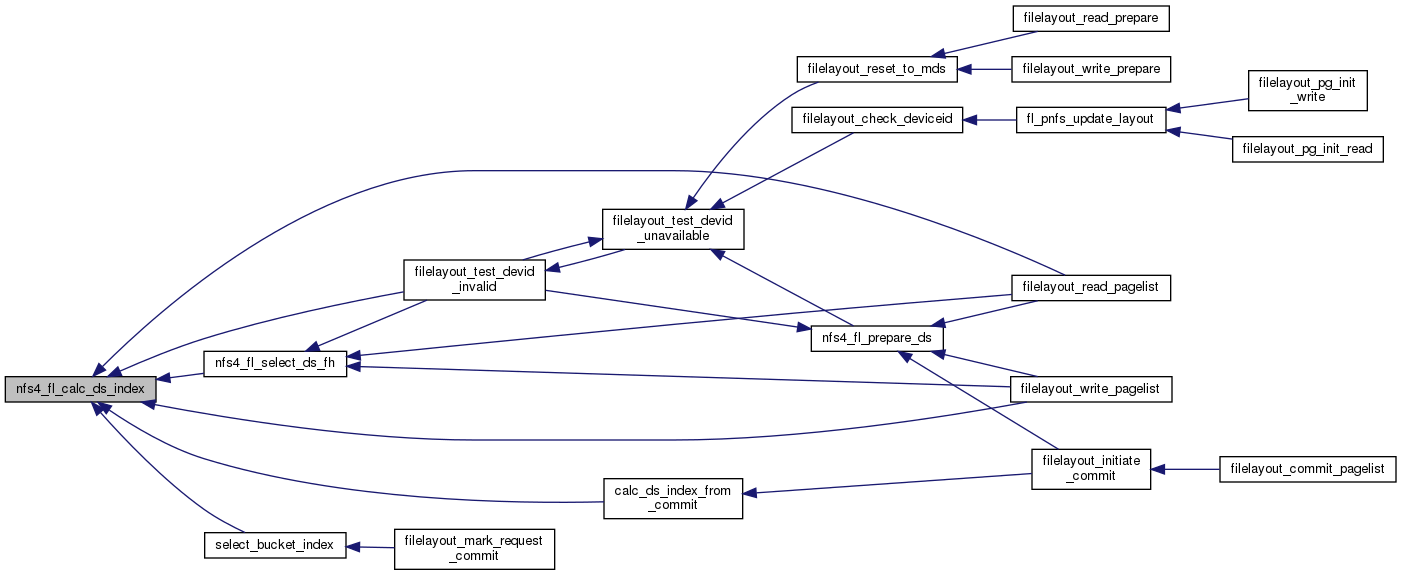 filelayout_read_prepare
filelayout_reset_to_mds
filelayout_write_prepare
filelayout_pg_init
_write
filelayout_check_deviceid
fl_pnfs_update_layout
filelayout_pg_init_read
filelayout_test_devid
_unavailable
filelayout_test_devid
_invalid
filelayout_read_pagelist
nfs4_fl_prepare_ds
nfs4_fl_select_ds_fh
nfs4_fl_calc_ds_index
filelayout_write_pagelist
filelayout_initiate
_commit
filelayout_commit_pagelist
calc_ds_index_from
_commit
select_bucket_index
filelayout_mark_request
_commit